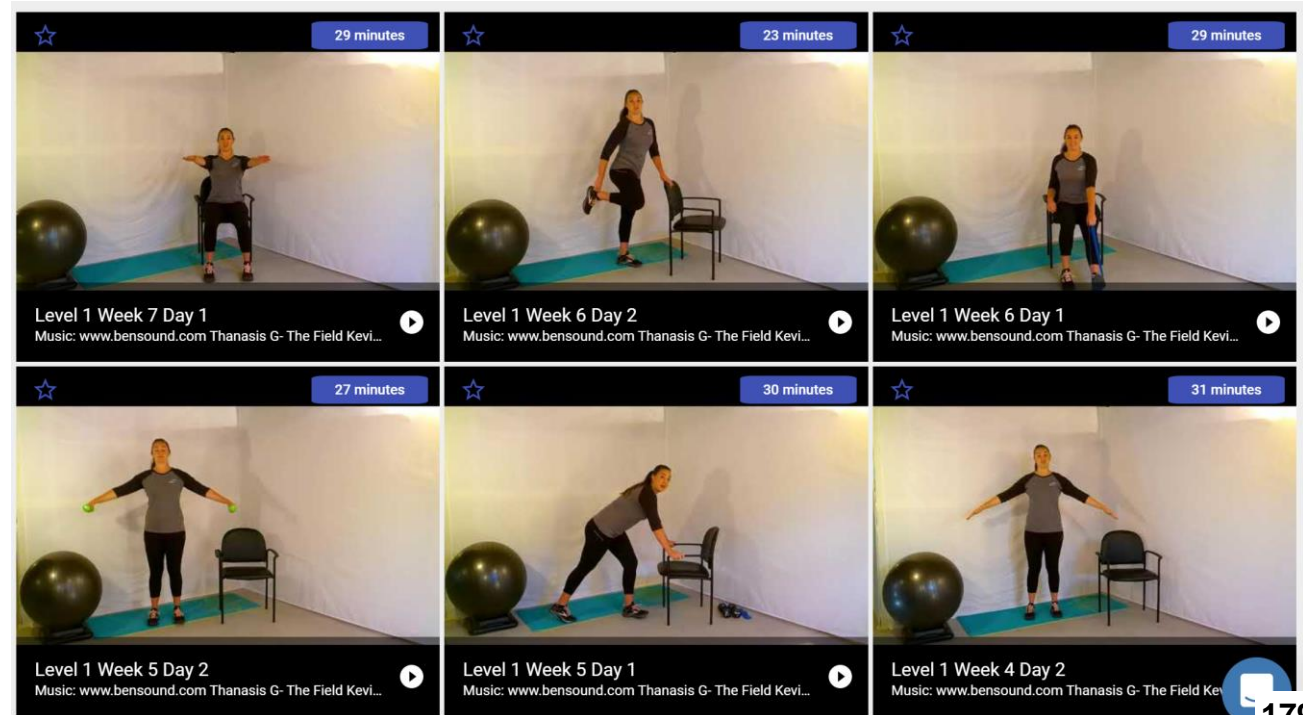 29 minutes
23 minutes
29 minutes
Level 1 Week 7 Day 1
Music: www.bensound.com Thanasis G- The Field Kevi...
Level 1 Week 6 Day 2
Music: www.bensound.com Thanasis G- The Field Kevi...
Level 1 Week 6 Day 1
Music: www.bensound.com Thanasis G- The Field Kevi...
27 minutes
30 minutes
31 minutes
Level 1 Week 5 Day 2
Music: www.bensound.com Thanasis G- The Field Kevi...
Level 1 Week 5 Day 1
Music: www.bensound.com Thanasis G- The Field Kevi...
Level 1 Week 4 Day 2
Music: www.bensound.com Thanasis G- The Field Ke